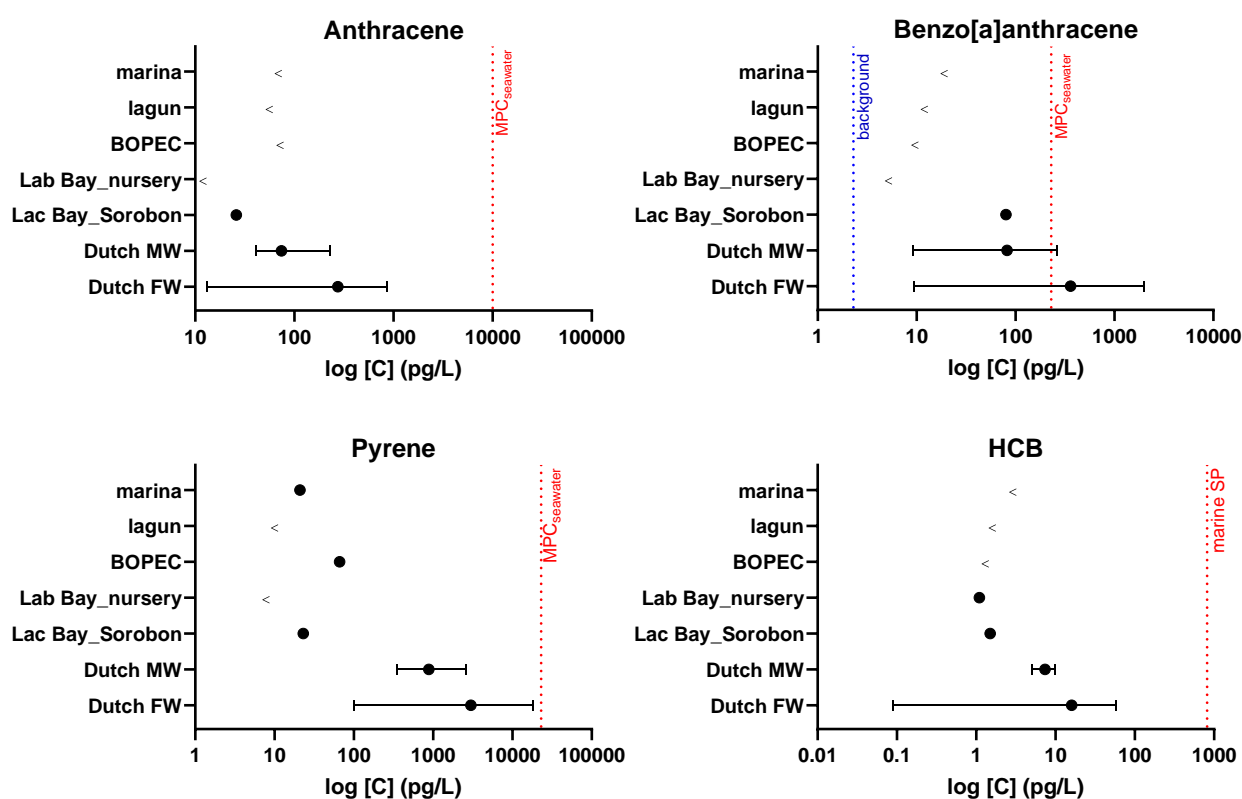 Anthracene
marina
lagun
BOPEC
Lab Bay_nursery
Lac Bay_Sorobon
Dutch MW
Dutch FW
<
<
<
<
MPCseawater
10 100 1000 10000 100000
log [C] (pg/L)
Benzo[a]anthracene
marina
lagun
BOPEC
Lab Bay_nursery
Lac Bay_Sorobon
Dutch MW
Dutch FW
<
<
<
<
background
MPCseawater
1 10 100 1000 10000
log [C] (pg/L)
Pyrene
marina
lagun
BOPEC
Lab Bay_nursery
Lac Bay_Sorobon
Dutch MW
Dutch FW
<
<
MPCseawater
1 10 100 1000 10000 100000
log [C] (pg/L)
HCB
marina
lagun
BOPEC
Lab Bay_nursery
Lac Bay_Sorobon
Dutch MW
Dutch FW
<
<
<
marine SP
0.01 0.1 1 10 100 1000
log [C] (pg/L)